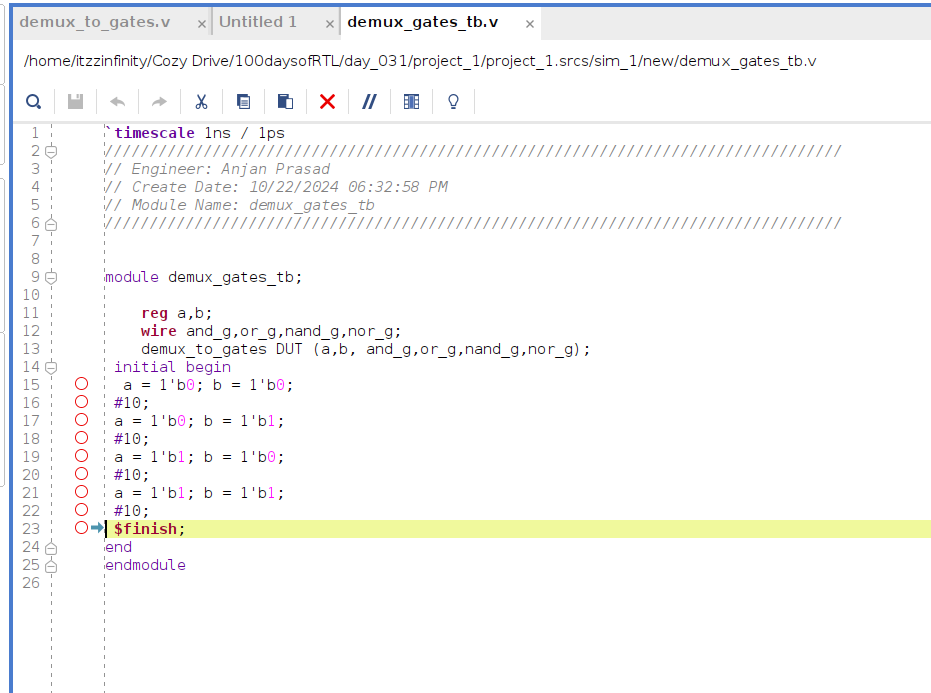 demux_to_gates.v × Untitled 1 × demux_gates_tb.v ×
/home/itzzinfinity/Cozy Drive/100daysofRTL/day_031/project_1/project_1.srcs/sim_1/new/demux_gates_tb.v
1 `timescale 1ns / 1ps
2 //////////////////////////////////////////////////////////////////////////////////
3 // Engineer: Anjan Prasad
4 // Create Date: 10/22/2024 06:32:58 PM
5 // Module Name: demux_gates_tb
6 //////////////////////////////////////////////////////////////////////////////////
7
8
9 module demux_gates_tb;
10
11 reg a,b;
12 wire and_g,or_g,nand_g,nor_g;
13 demux_to_gates DUT (a,b, and_g,or_g,nand_g,nor_g);
14 initial begin
15 a = 1'b0; b = 1'b0;
16 #10;
17 a = 1'b0; b = 1'b1;
18 #10;
19 a = 1'b1; b = 1'b0;
20 #10;
21 a = 1'b1; b = 1'b1;
22 #10;
23 $finish;
24 end
25 endmodule
26